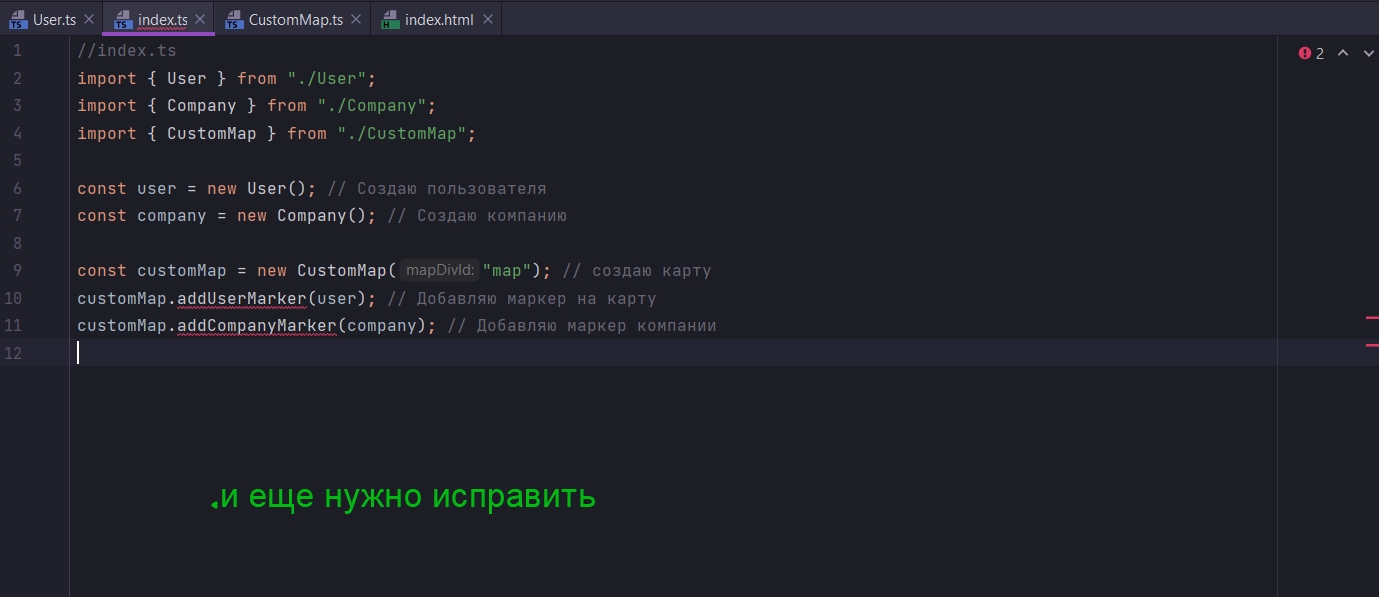 User.ts index.ts CustomMap.ts index.html
1 //index.ts 2
2 import { User } from "./User";
3 import { Company } from "./Company";
4 import { CustomMap } from "./CustomMap";
5
6 const user = new User(); // Создаю пользователя
7 const company = new Company(); // Создаю компанию
8
9 const customMap = new CustomMap( mapDivId: "map"); // создаю карту
10 customMap.addUserMarker(user); // Добавляю маркер на карту
11 customMap.addCompanyMarker(company); // Добавляю маркер компании
12
и еще нужно исправить